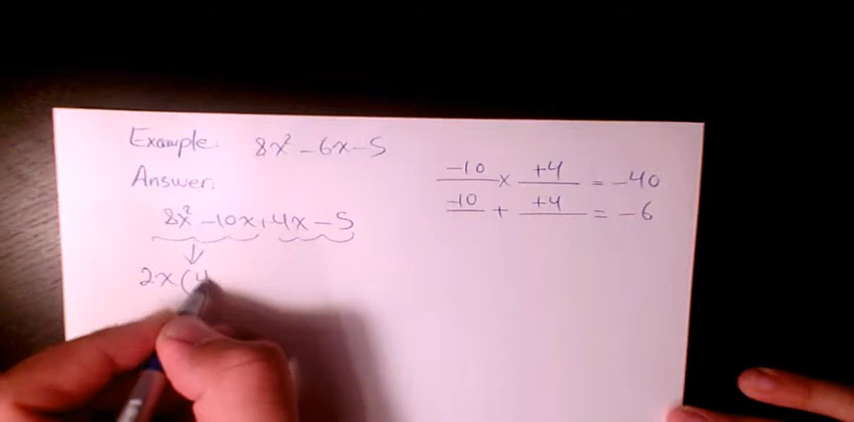 Example: 8x² - 6x - 5
Answer:
8x² - 10x + 4x - 5
2x (4
-10 x +4 = -40
-10 + +4 = -6